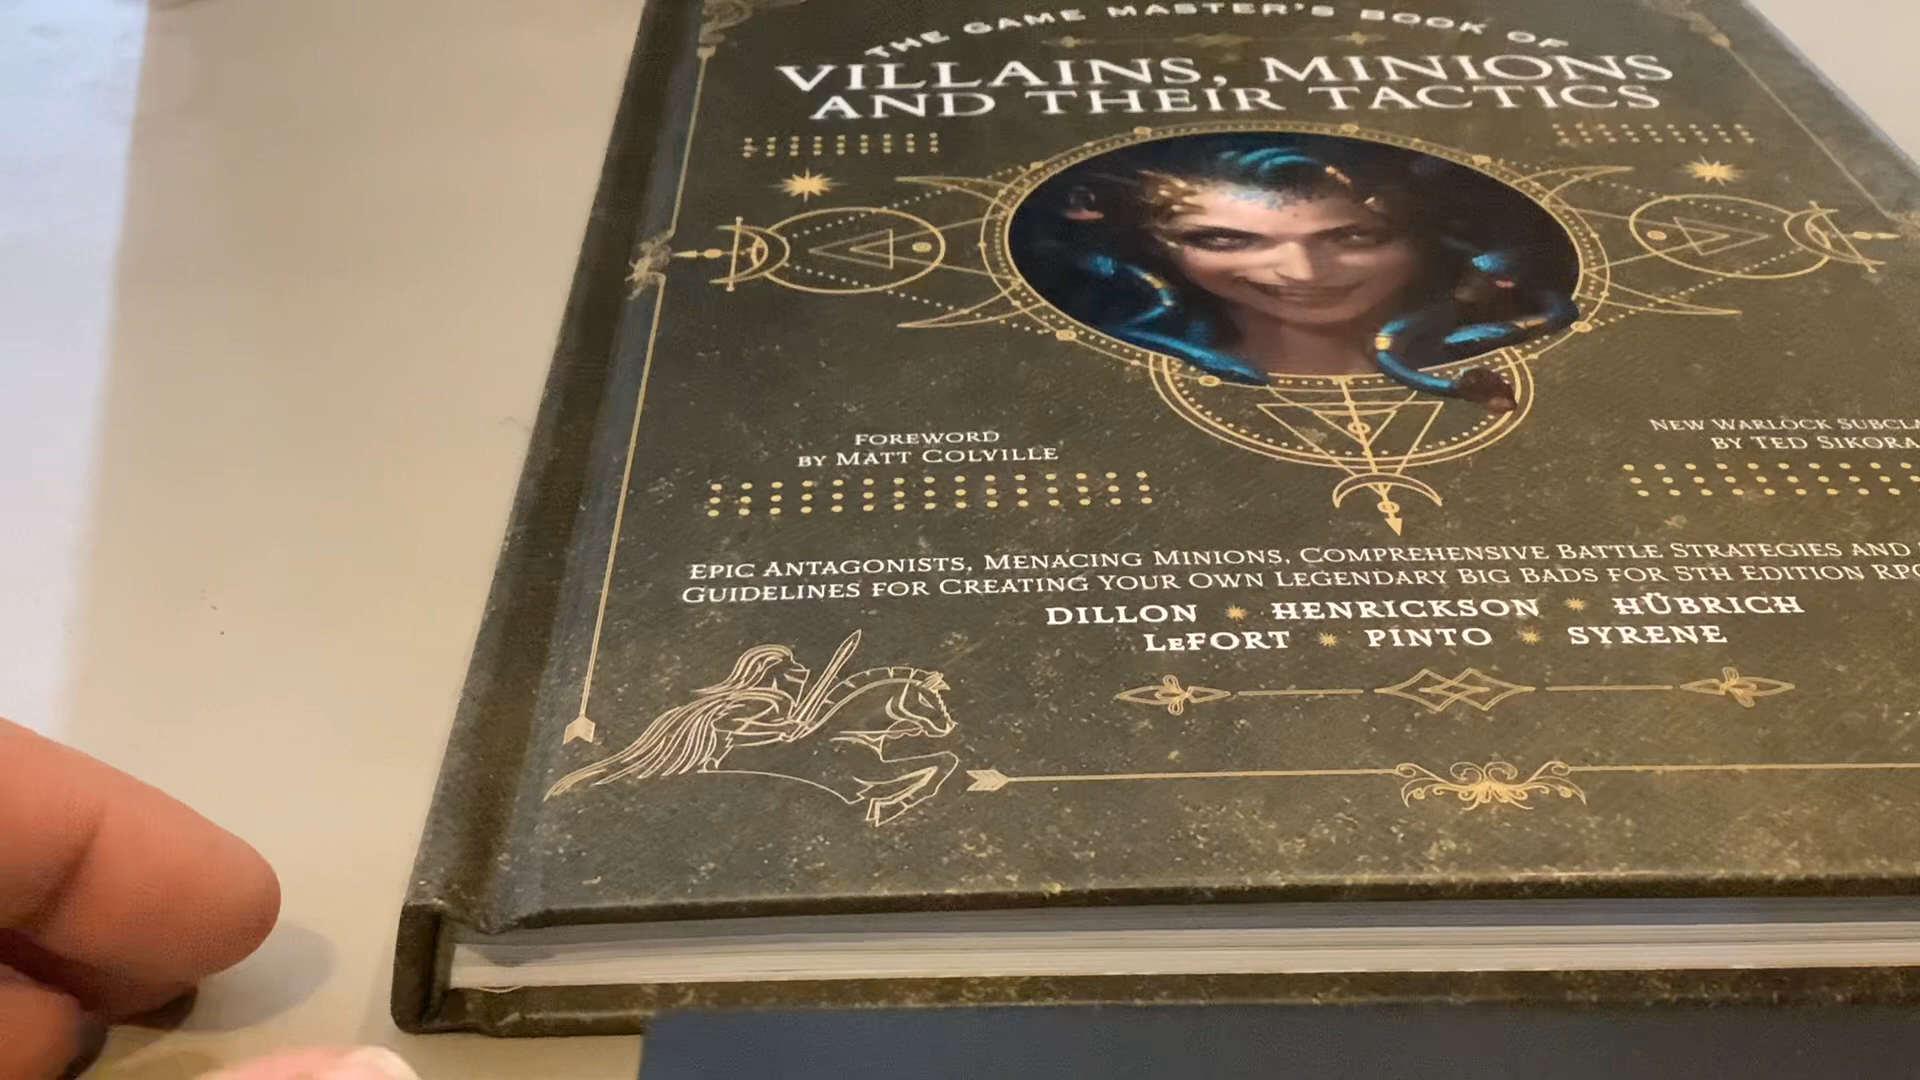 THE GAME MASTER'S BOOK OF
VILLAINS, MINIONS
AND THEIR TACTICS
FOREWORD
BY MATT COLVILLE
NEW WARLOCK
BY TED SIKORA
EPIC ANTAGONISTS, MENACING MINIONS, COMPREHENSIVE BATTLE STRATEGIES AND
GUIDELINES FOR CREATING YOUR OWN LEGENDARY BIG BADS FOR 5TH EDITION
DILLON HENRICKSON HÜBRICH
LEFORT PINTO SYRENE